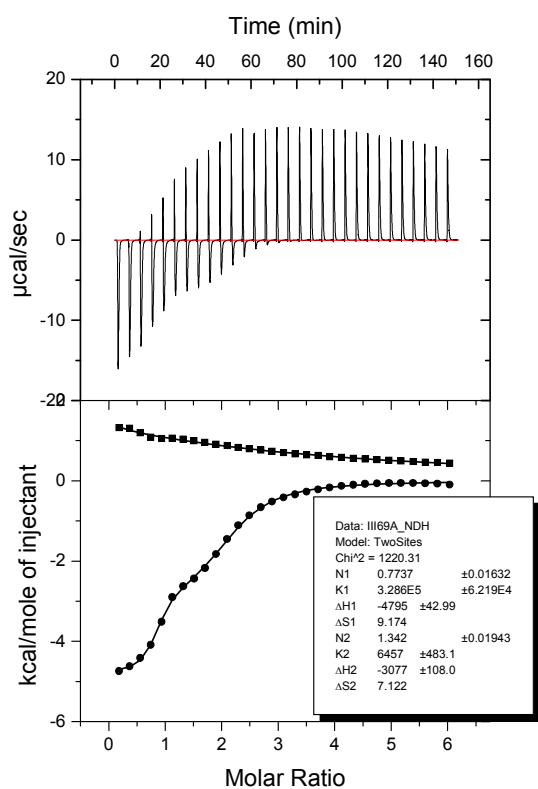 Time (min)
0 20 40 60 80 100 120 140 160
20
10
0
-10
-20
µcal/sec
2
0
-2
-4
-6
kcal/mole of injectant
Data: III69A_NDH
Model: TwoSites
Chi^2 = 1220.31
N1 0.7737 ±0.01632
K1 3.286E5 ±6.219E4
ΔH1 -4795 ±42.99
ΔS1 9.174
N2 1.342 ±0.01943
K2 6457 ±483.1
ΔH2 -3077 ±108.0
ΔS2 7.122
0 1 2 3 4 5 6
Molar Ratio